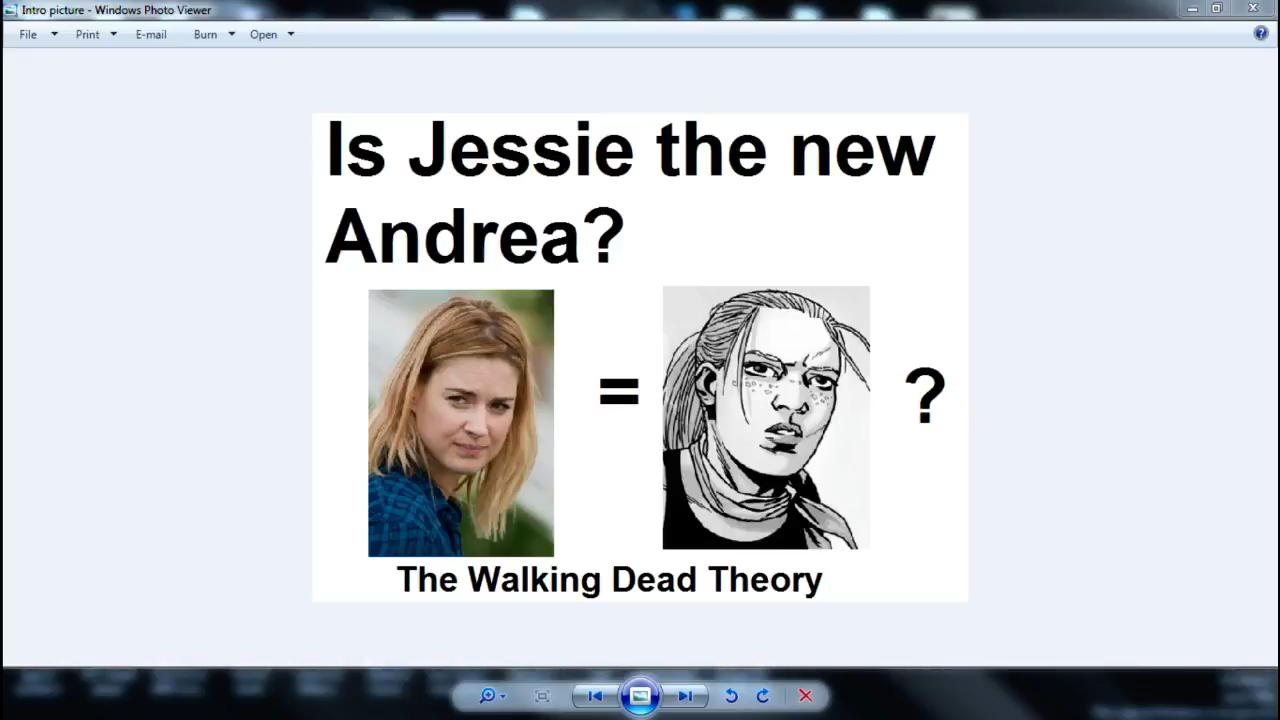 Intro picture - Windows Photo Viewer
File Print E-mail Burn Open
Is Jessie the new
Andrea?
= ?
The Walking Dead Theory